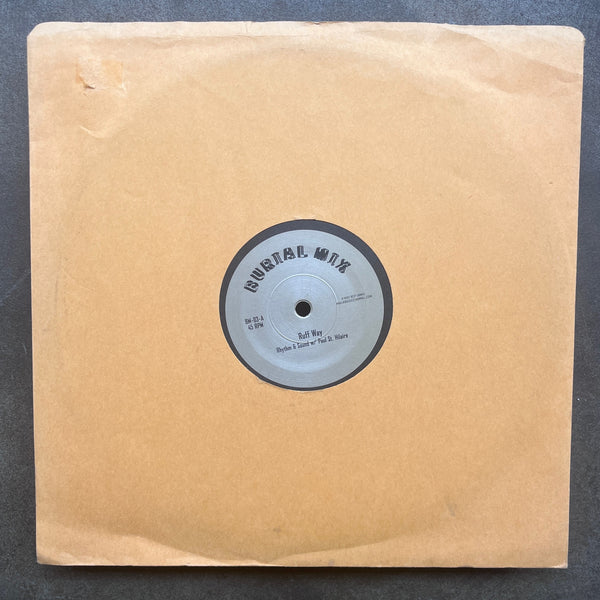 BURIAL MIX
BM-03-A
45 RPM
Ruff Way
Rhythm & Sound w/ Paul St. Hilaire